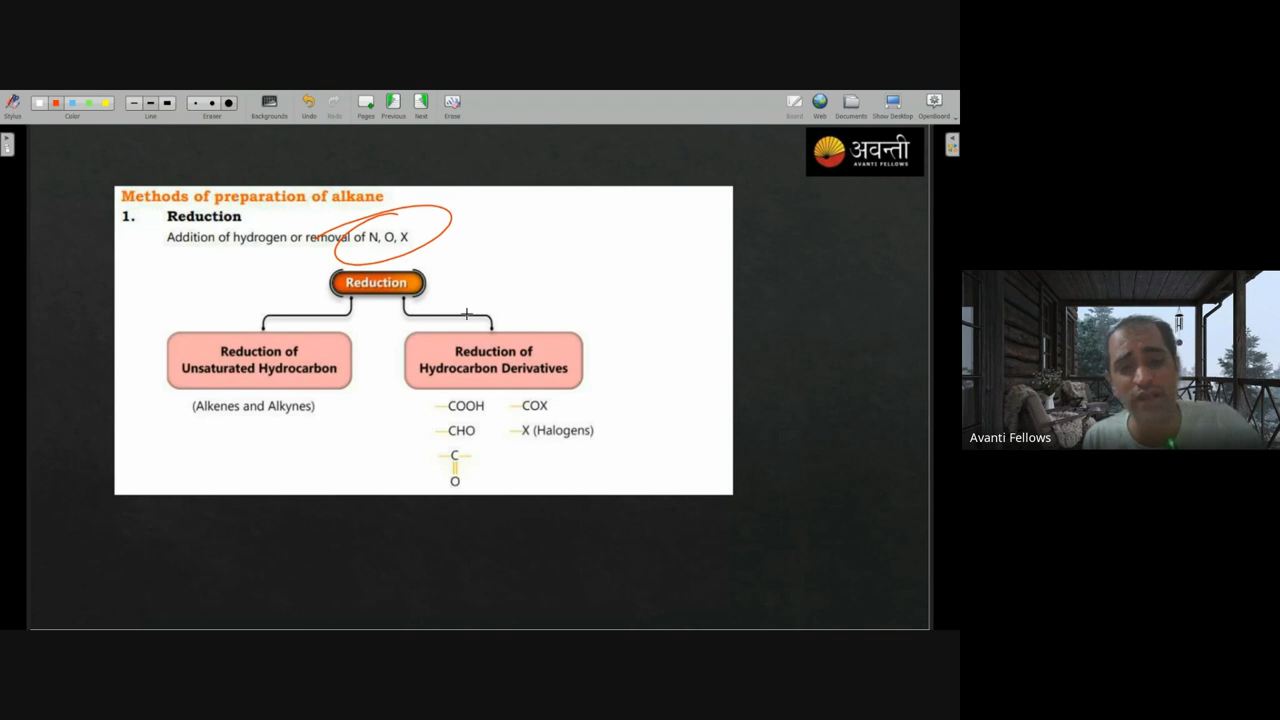 Stylus Color Line Eraser Backgrounds Undo Redo Pages Previous Next Erase Board Web Documents Show Desktop OpenBoard
अवन्ती
AVANTI FELLOWS
Methods of preparation of alkane
1. Reduction
Addition of hydrogen or removal of N, O, X
Reduction
Reduction of
Unsaturated Hydrocarbon
Reduction of
Hydrocarbon Derivatives
(Alkenes and Alkynes)
—COOH —COX
—CHO —X (Halogens)
—C—
||
O
Avanti Fellows